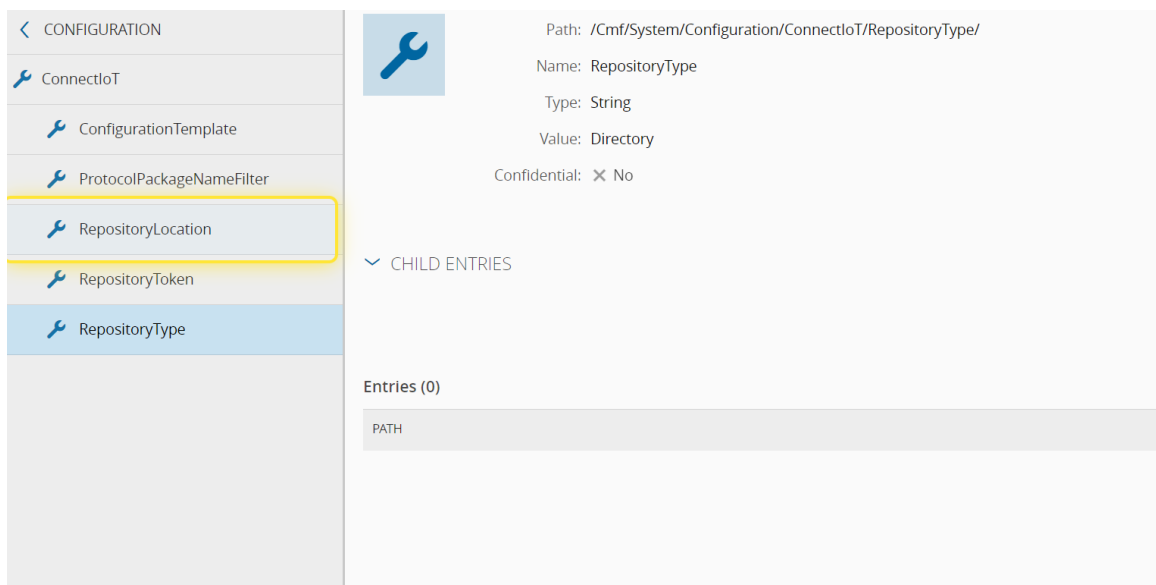 CONFIGURATION
ConnectIoT
ConfigurationTemplate
ProtocolPackageNameFilter
RepositoryLocation
RepositoryToken
RepositoryType
Path: /Cmf/System/Configuration/ConnectIoT/RepositoryType/
Name: RepositoryType
Type: String
Value: Directory
Confidential: No
CHILD ENTRIES
Entries (0)
PATH